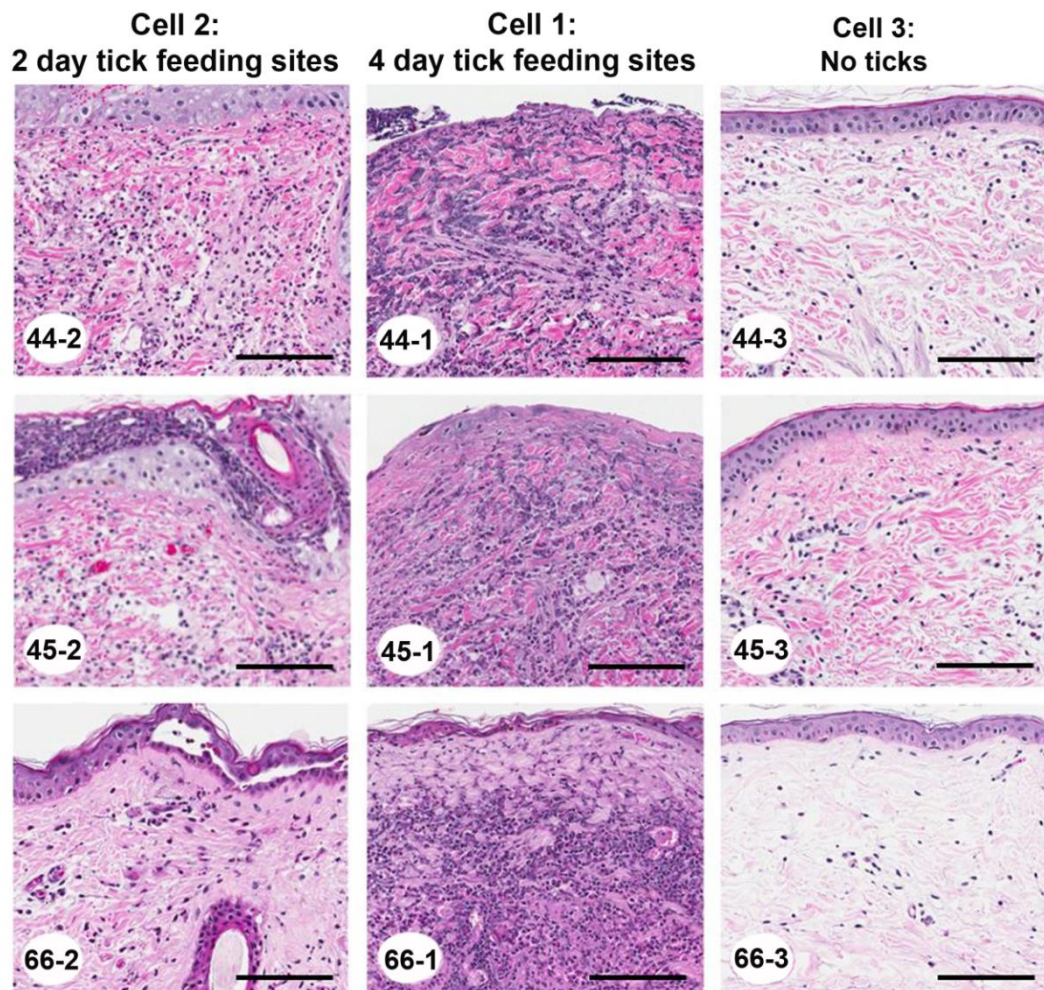 Cell 2:
2 day tick feeding sites
Cell 1:
4 day tick feeding sites
Cell 3:
No ticks
44-2
44-1
44-3
45-2
45-1
45-3
66-2
66-1
66-3